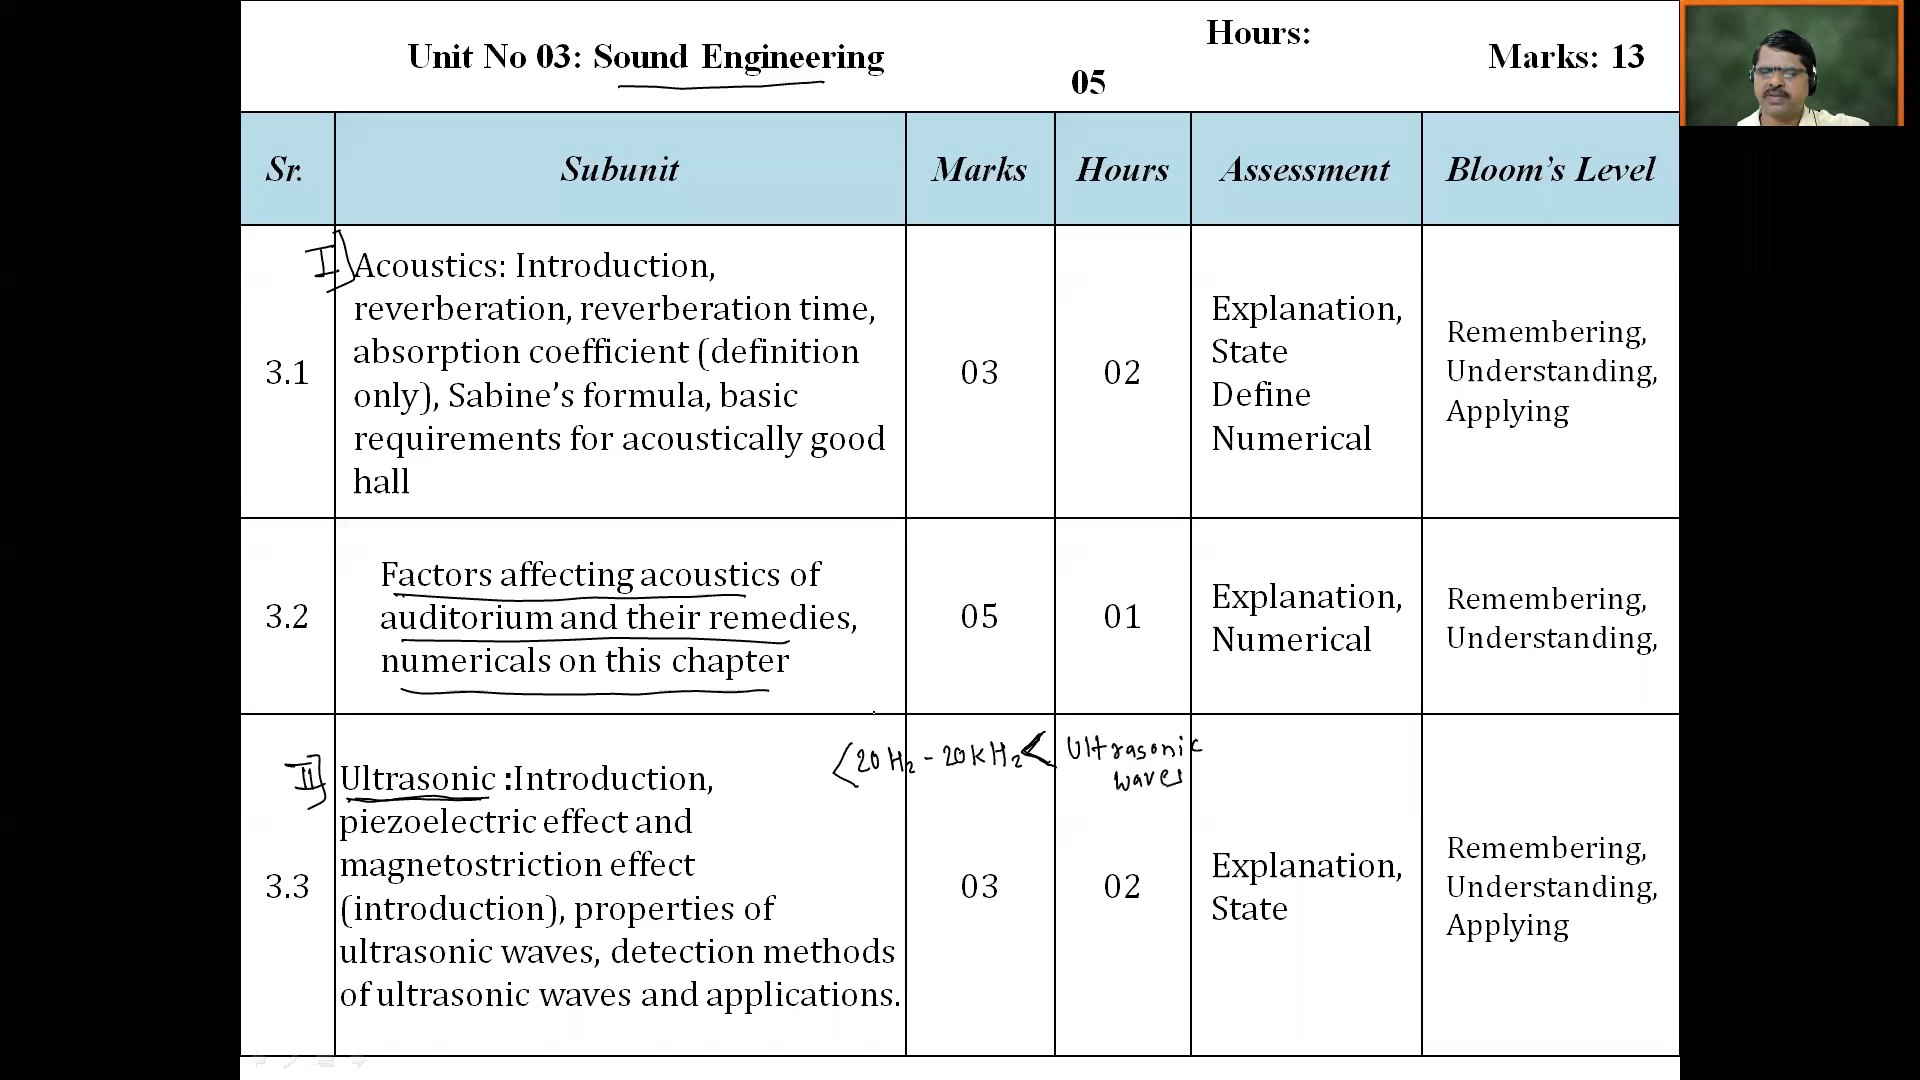 Unit No 03: Sound Engineering
Hours:
05
Marks: 13
Sr.
Subunit
Marks
Hours
Assessment
Bloom's Level
3.1
I)
Acoustics: Introduction,
reverberation, reverberation time,
absorption coefficient (definition
only), Sabine's formula, basic
requirements for acoustically good
hall
03
02
Explanation,
State
Define
Numerical
Remembering,
Understanding,
Applying
3.2
Factors affecting acoustics of
auditorium and their remedies,
numericals on this chapter
05
01
Explanation,
Numerical
Remembering,
Understanding,
3.3
II)
Ultrasonic :Introduction,
piezoelectric effect and
magnetostriction effect
(introduction), properties of
ultrasonic waves, detection methods
of ultrasonic waves and applications.
<20Hz - 20KHz< Ultrasonic
waves
03
02
Explanation,
State
Remembering,
Understanding,
Applying